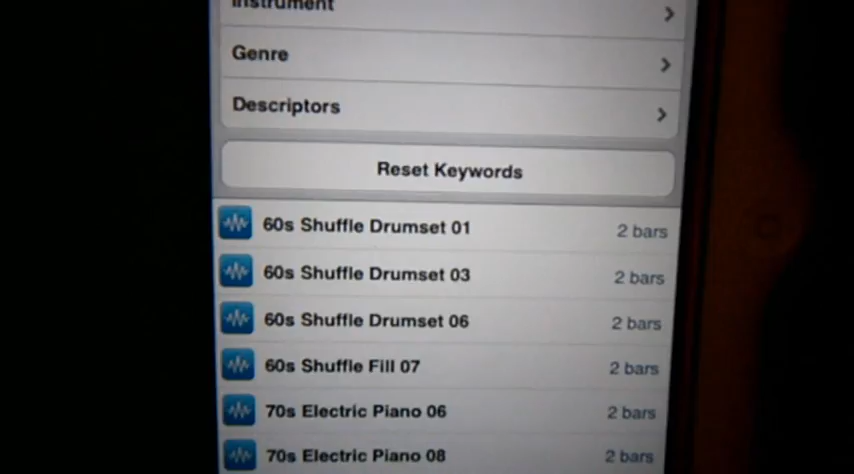 Instrument
Genre
Descriptors
Reset Keywords
60s Shuffle Drumset 01 2 bars
60s Shuffle Drumset 03 2 bars
60s Shuffle Drumset 06 2 bars
60s Shuffle Fill 07 2 bars
70s Electric Piano 06 2 bars
70s Electric Piano 08 2 bars